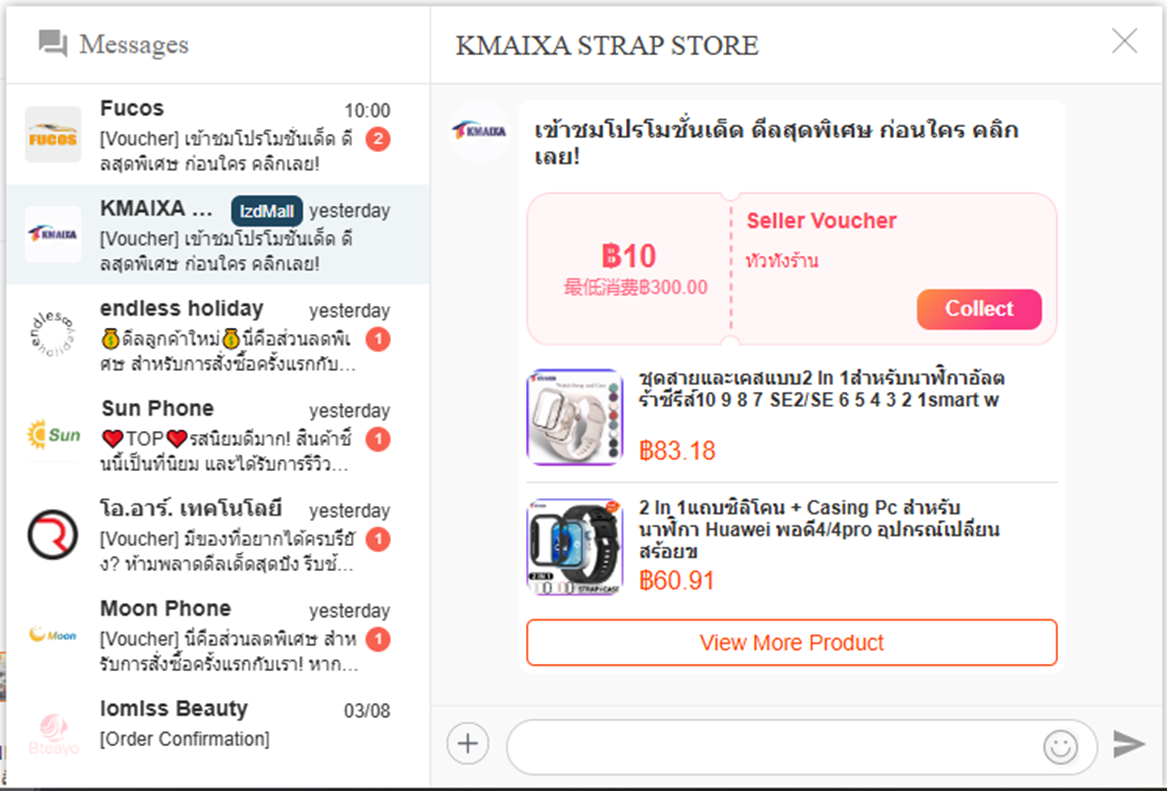 Messages
KMAIXA STRAP STORE
Fucos
10:00
FUCOS
[Voucher] เข้าชมโปรโมชั่นเด็ด ดี
2
ลสุดพิเศษ ก่อนใคร คลิกเลย!
KMAIXA ...
lzdMall
yesterday
KMAIXA
[Voucher] เข้าชมโปรโมชั่นเด็ด ดี
ลสุดพิเศษ ก่อนใคร คลิกเลย!
endless holiday
yesterday
endless holiday
💰ดีลลูกค้าใหม่💰นี่คือส่วนลดพิเ
1
ศษ สำหรับการสั่งซื้อครั้งแรกกับ...
Sun Phone
yesterday
Sun
❤️TOP❤️รสนิยมดีมาก! สินค้าชิ้
1
นนี้เป็นที่นิยม และได้รับการรีวิว...
โอ.อาร์. เทคโนโลยี
yesterday
[Voucher] มีของที่อยากได้ครบรึยั
1
ง? ห้ามพลาดดีลเด็ดสุดปัง รีบช้...
Moon Phone
yesterday
Moon
[Voucher] นี่คือส่วนลดพิเศษ สำห
1
รับการสั่งซื้อครั้งแรกกับเรา! หาก...
lomlss Beauty
03/08
Bteayo
[Order Confirmation]
KMAIXA
เข้าชมโปรโมชั่นเด็ด ดีลสุดพิเศษ ก่อนใคร คลิก
เลย!
฿10
最低消费฿300.00
Seller Voucher
ทั่วทั้งร้าน
Collect
ชุดสายและเคสแบบ2 In 1สำหรับนาฬิกาอัลต
ร้าซีรีส์10 9 8 7 SE2/SE 6 5 4 3 2 1smart w
฿83.18
2 In 1แถบซิลิโคน + Casing Pc สำหรับ
นาฬิกา Huawei พอดี4/4pro อุปกรณ์เปลี่ยน
สร้อยข
฿60.91
2 IN 1
STRAP+CASE
View More Product